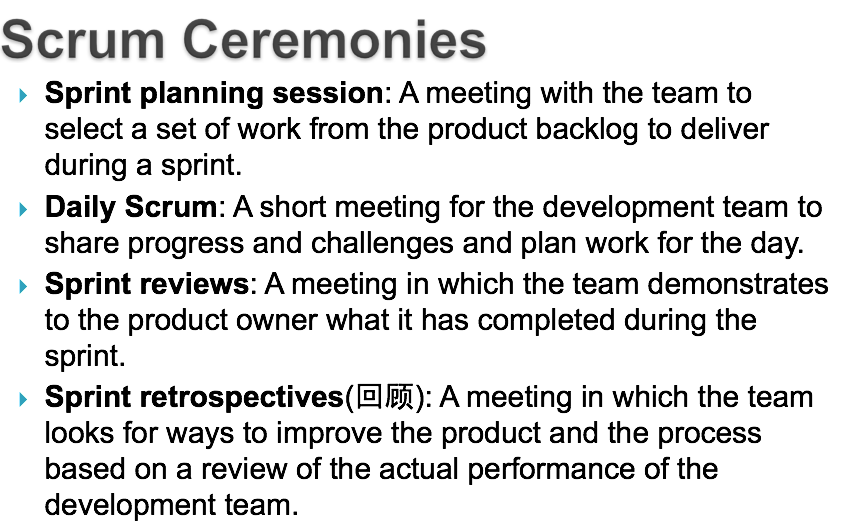 Scrum Ceremonies
Sprint planning session: A meeting with the team to
select a set of work from the product backlog to deliver
during a sprint.
Daily Scrum: A short meeting for the development team to
share progress and challenges and plan work for the day.
Sprint reviews: A meeting in which the team demonstrates
to the product owner what it has completed during the
sprint.
Sprint retrospectives(回顾): A meeting in which the team
looks for ways to improve the product and the process
based on a review of the actual performance of the
development team.